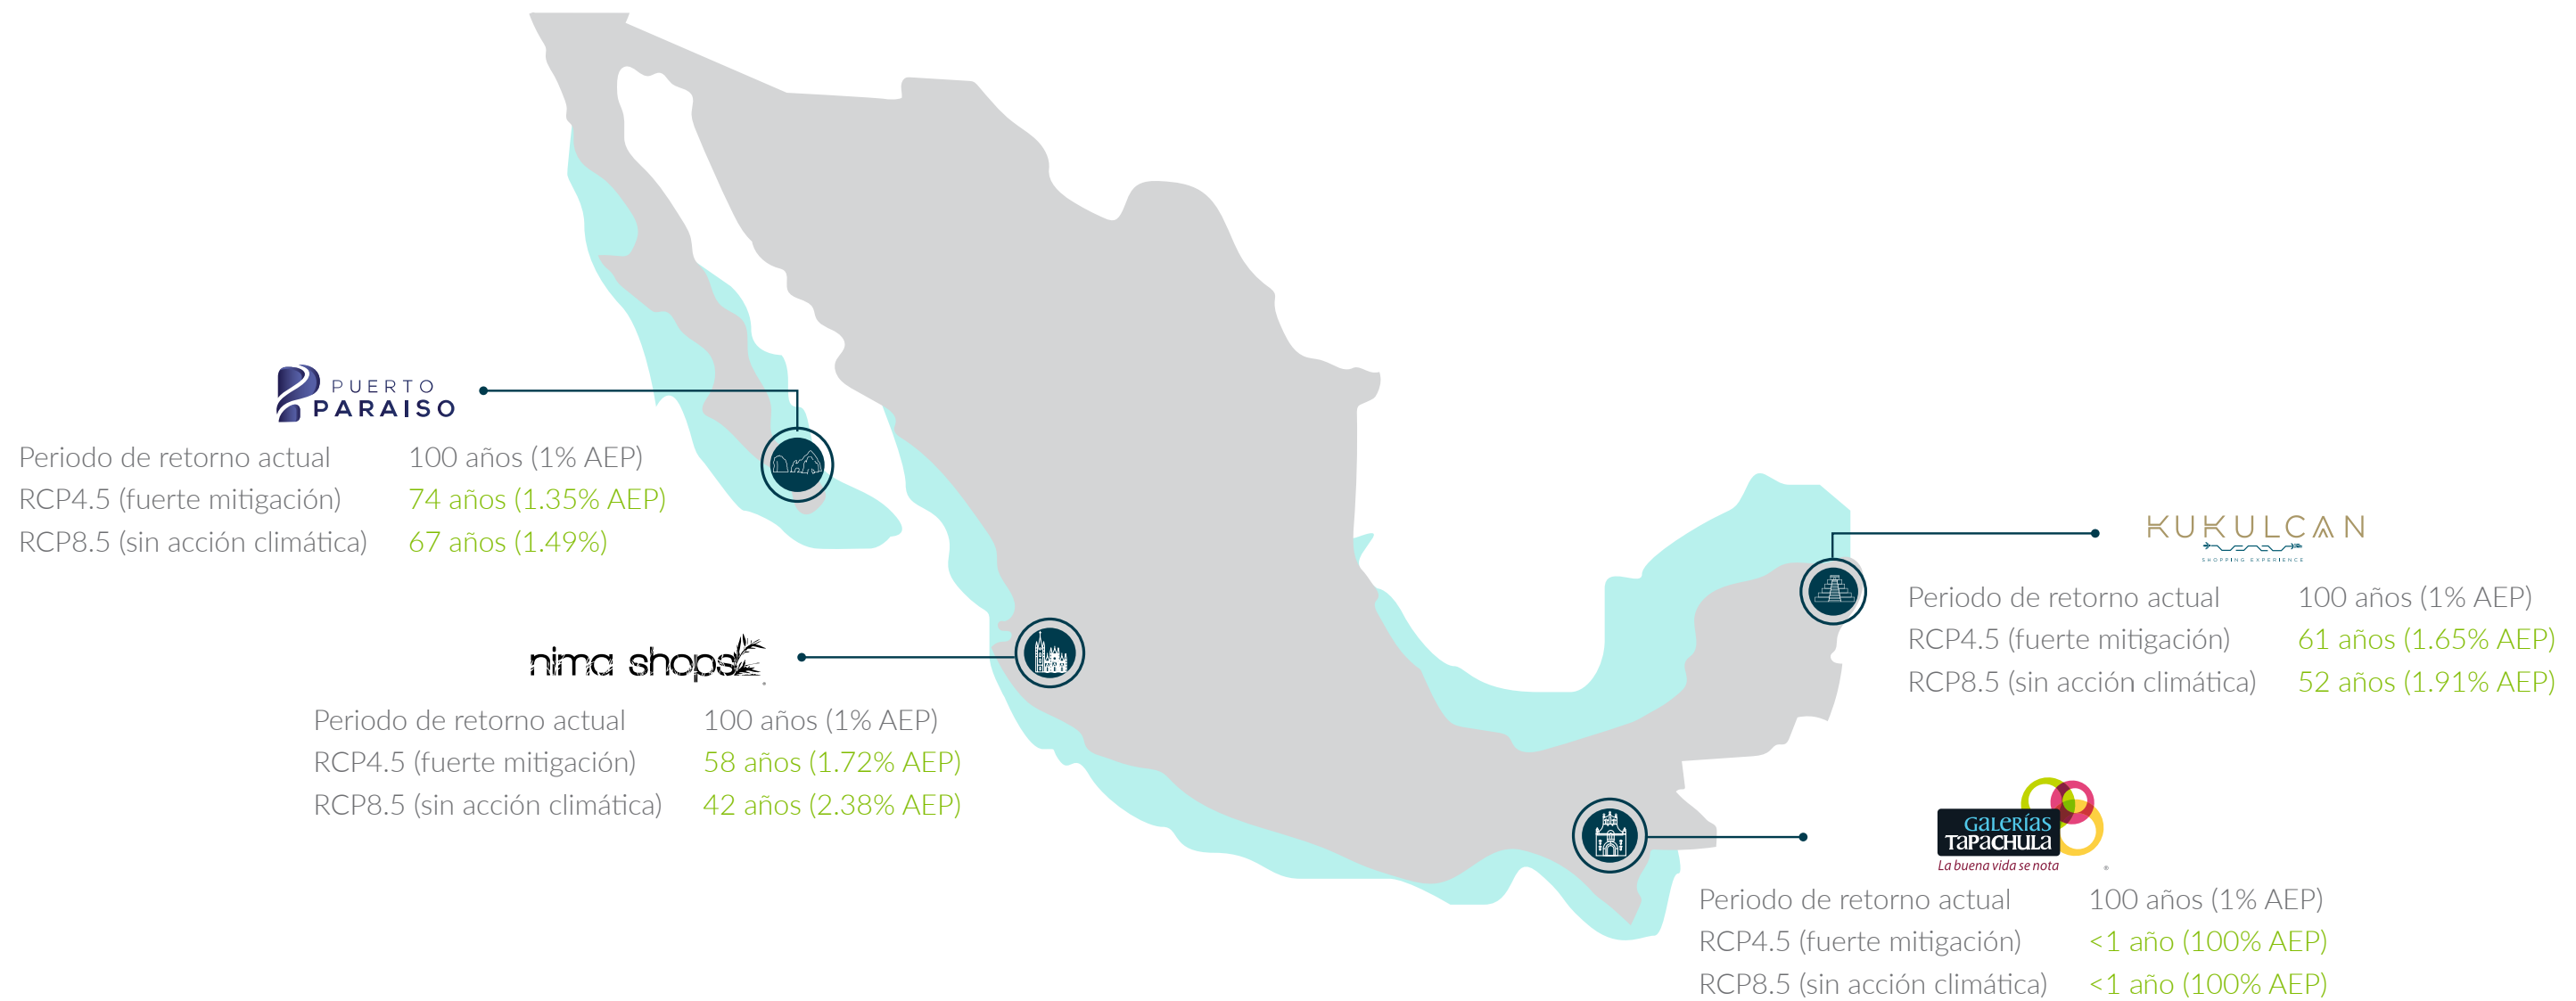 PUERTO
PARAISO
Periodo de retorno actual 100 años (1% AEP)
RCP4.5 (fuerte mitigación) 74 años (1.35% AEP)
RCP8.5 (sin acción climática) 67 años (1.49%)
nima shops
Periodo de retorno actual 100 años (1% AEP)
RCP4.5 (fuerte mitigación) 58 años (1.72% AEP)
RCP8.5 (sin acción climática) 42 años (2.38% AEP)
KUKULCAN
SHOPPING EXPERIENCE
Periodo de retorno actual 100 años (1% AEP)
RCP4.5 (fuerte mitigación) 61 años (1.65% AEP)
RCP8.5 (sin acción climática) 52 años (1.91% AEP)
GaLeRÍas
TaPaCHULa
La buena vida se nota
®
Periodo de retorno actual 100 años (1% AEP)
RCP4.5 (fuerte mitigación) <1 año (100% AEP)
RCP8.5 (sin acción climática) <1 año (100% AEP)